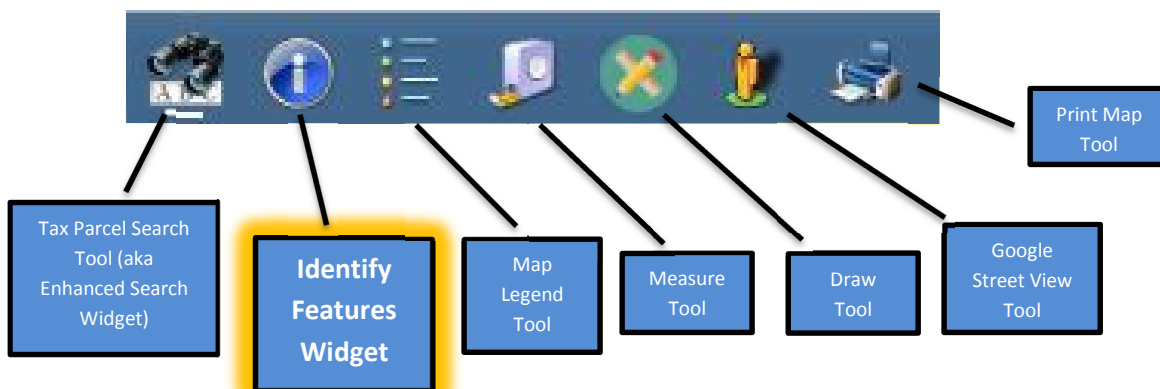 Print Map
Tool
Tax Parcel Search
Tool (aka
Enhanced Search
Widget)
Identify
Features
Widget
Map
Legend
Tool
Measure
Tool
Draw
Tool
Google
Street View
Tool